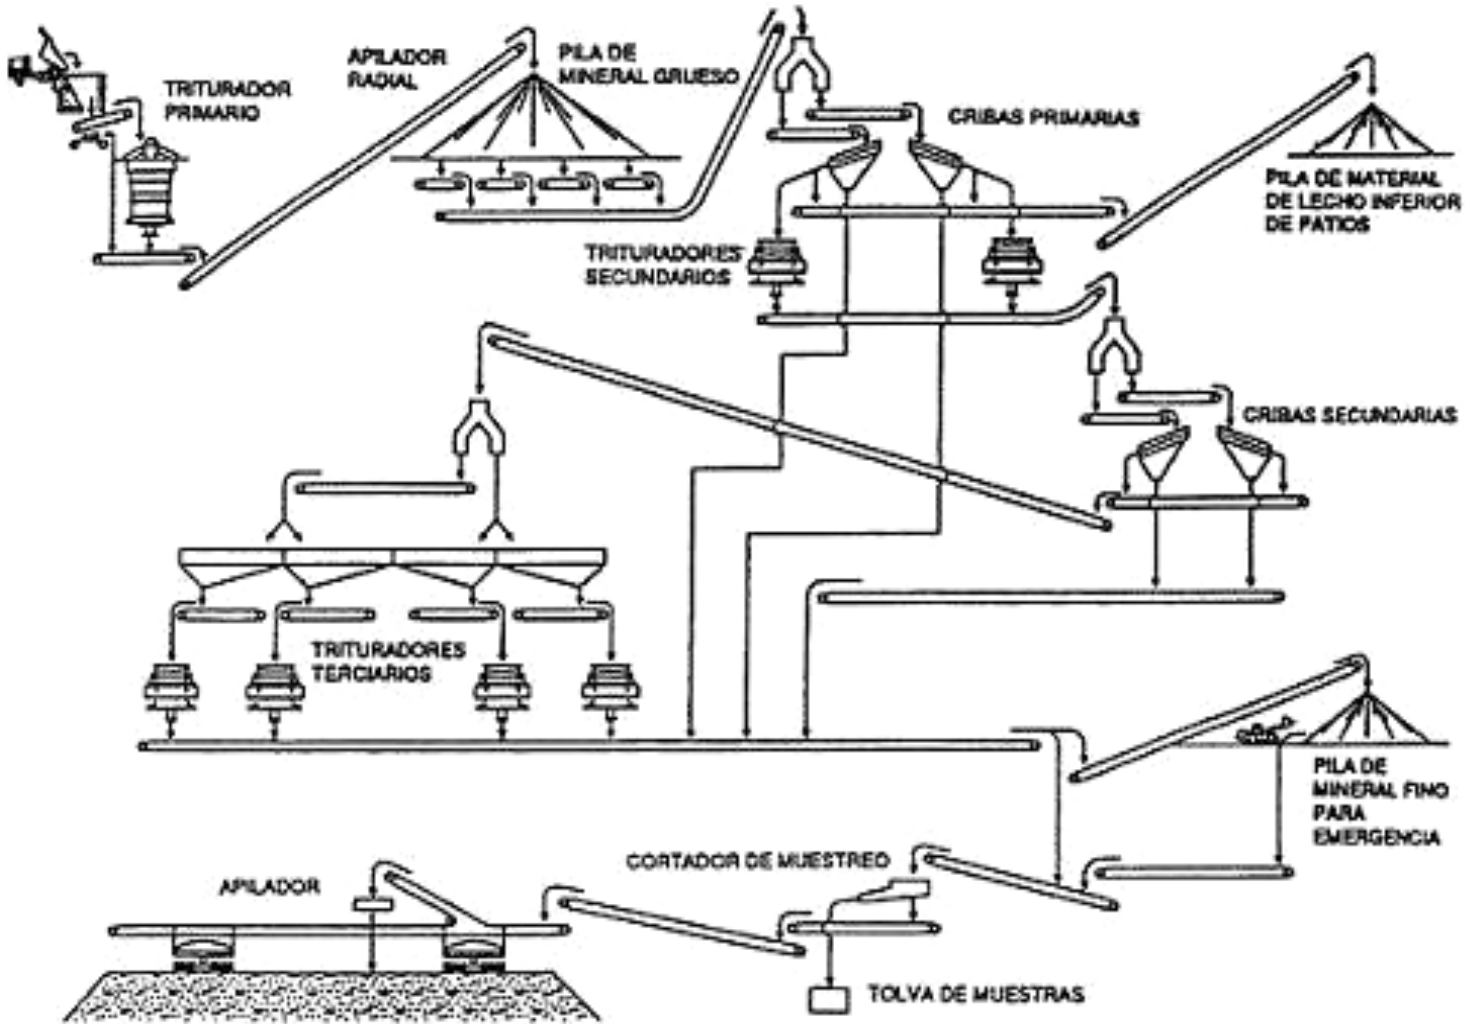 TRITURADOR
PRIMARIO
APILADOR
RADIAL
PILA DE
MINERAL GRUESO
CRIBAS PRIMARIAS
PILA DE MATERIAL
DE LECHO INFERIOR
DE PATIOS
TRITURADORES
SECUNDARIOS
CRIBAS SECUNDARIAS
TRITURADORES
TERCIARIOS
PILA DE
MINERAL FINO
PARA
EMERGENCIA
CORTADOR DE MUESTREO
APILADOR
TOLVA DE MUESTRAS